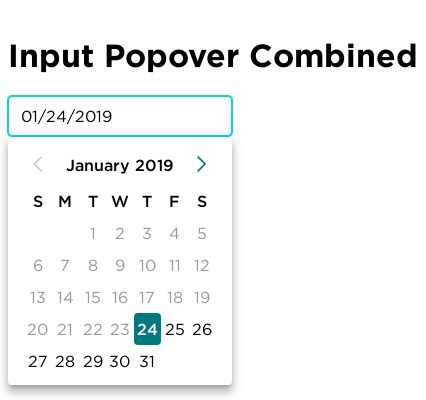 Input Popover Combined
01/24/2019
January 2019
S M T W T F S
1 2 3 4 5
6 7 8 9 10 11 12
13 14 15 16 17 18 19
20 21 22 23 24 25 26
27 28 29 30 31